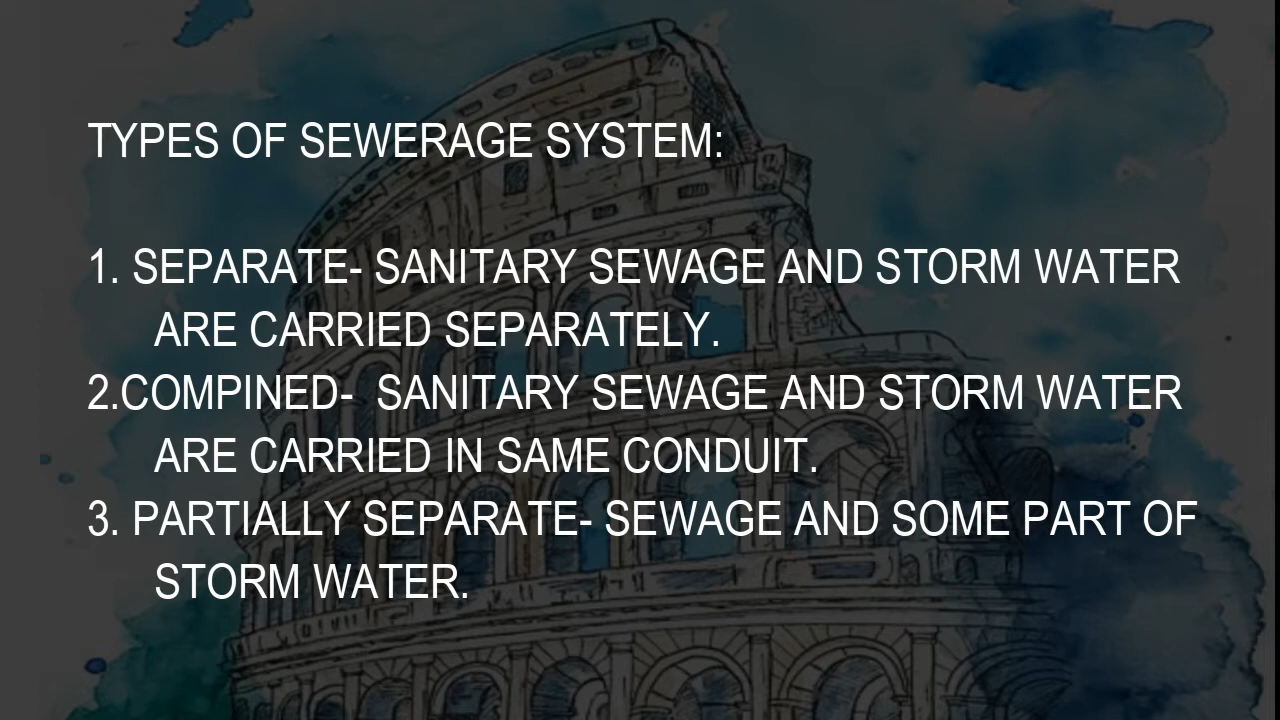 TYPES OF SEWERAGE SYSTEM:
1. SEPARATE- SANITARY SEWAGE AND STORM WATER
ARE CARRIED SEPARATELY.
2.COMPINED- SANITARY SEWAGE AND STORM WATER
ARE CARRIED IN SAME CONDUIT.
3. PARTIALLY SEPARATE- SEWAGE AND SOME PART OF
STORM WATER.